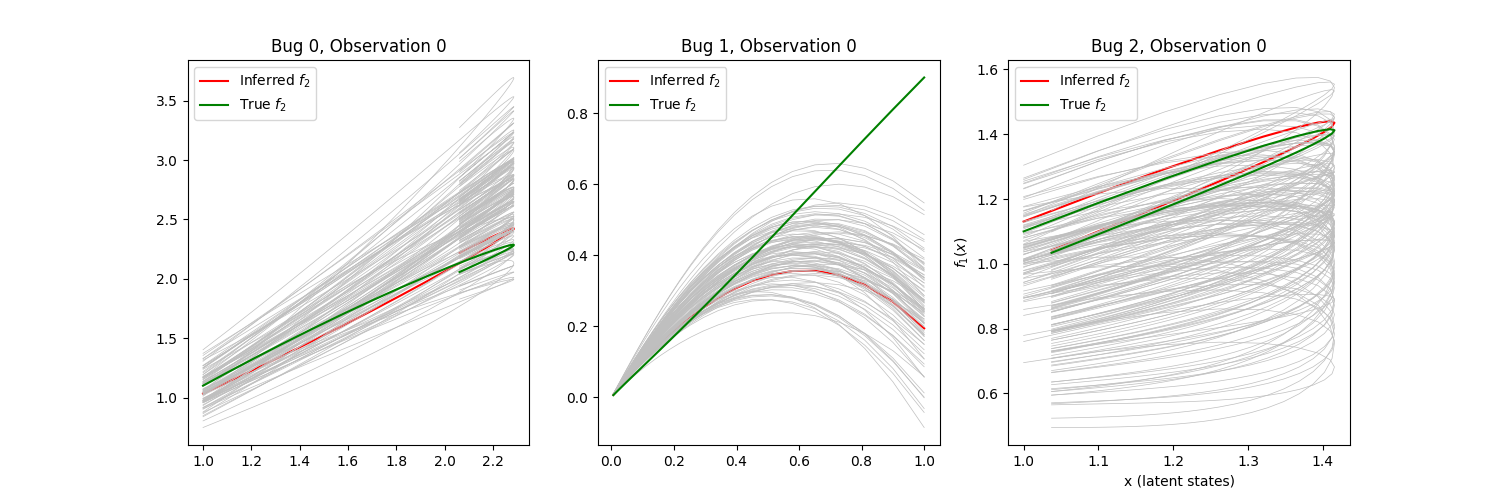 Bug 0, Observation 0
Inferred f₂
True f₂
3.5
3.0
2.5
2.0
1.5
1.0
1.0 1.2 1.4 1.6 1.8 2.0 2.2
Bug 1, Observation 0
Inferred f₂
True f₂
0.8
0.6
0.4
0.2
0.0
0.0 0.2 0.4 0.6 0.8 1.0
Bug 2, Observation 0
Inferred f₂
True f₂
f₁(x)
1.6
1.4
1.2
1.0
0.8
0.6
1.0 1.1 1.2 1.3 1.4
x (latent states)